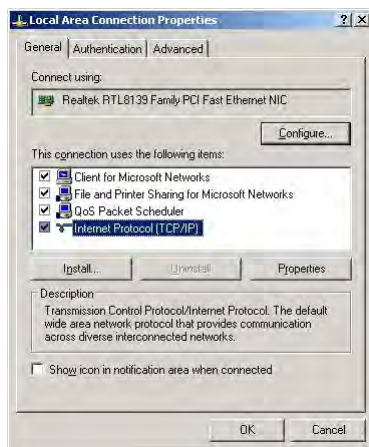 Local Area Connection Properties
General Authentication Advanced
Connect using:
Realtek RTL8139 Family PCI Fast Ethernet NIC
Configure...
This connection uses the following items:
Client for Microsoft Networks
File and Printer Sharing for Microsoft Networks
QoS Packet Scheduler
Internet Protocol (TCP/IP)
Install... Uninstall Properties
Description
Transmission Control Protocol/Internet Protocol. The default
wide area network protocol that provides communication
across diverse interconnected networks.
Show icon in notification area when connected
OK Cancel